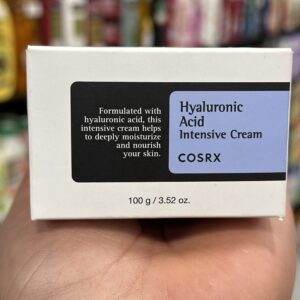 Formulated with
hyaluronic acid, this
intensive cream helps
to deeply moisturize
and nourish
your skin.
Hyaluronic
Acid
Intensive Cream
COSRX
100 g / 3.52 oz.